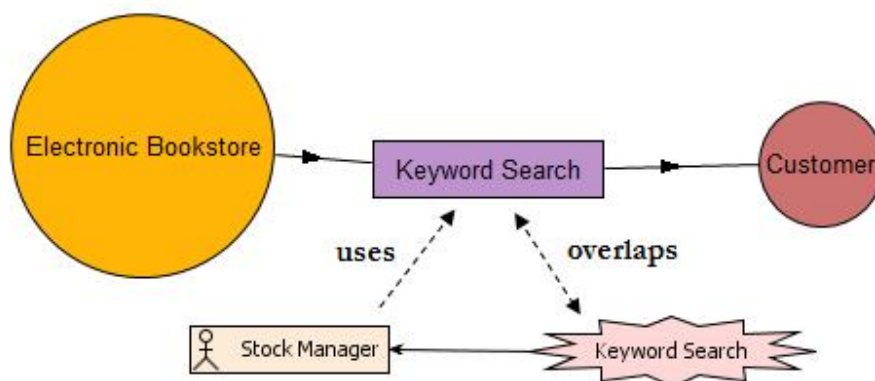 Electronic Bookstore
Keyword Search
Customer
uses
overlaps
Stock Manager
Keyword Search